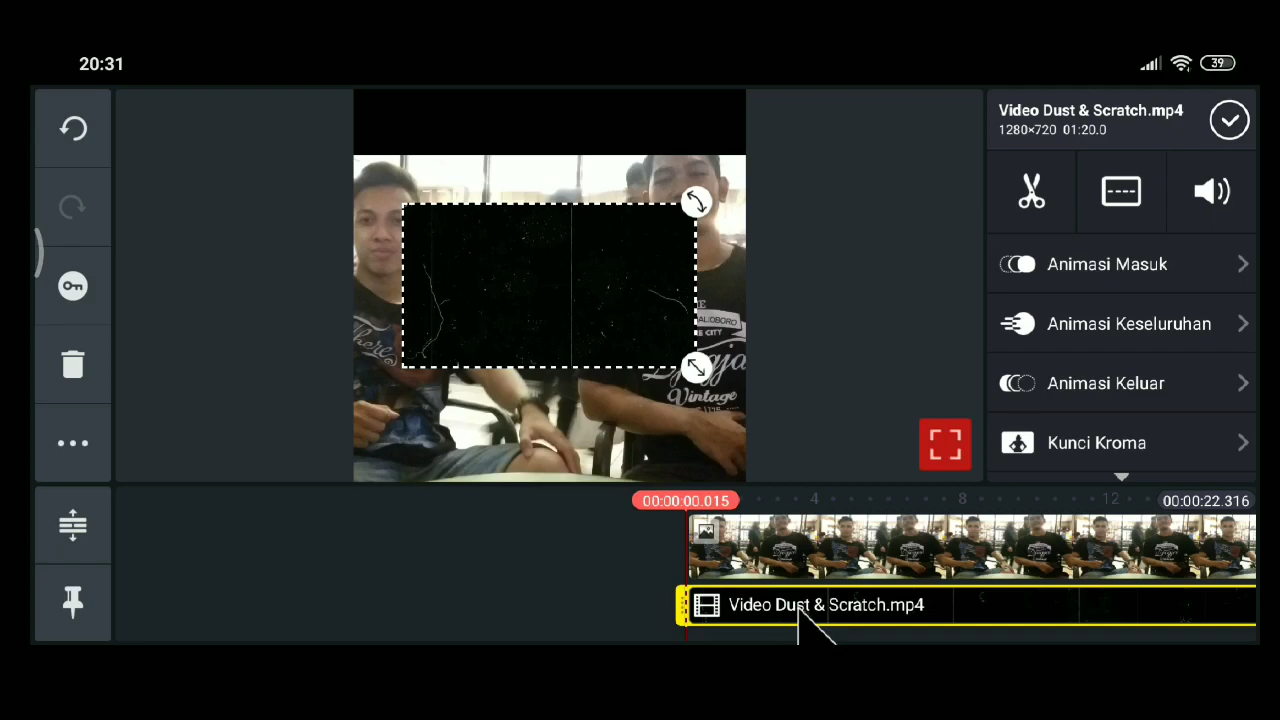 20:31
39
Video Dust & Scratch.mp4
1280×720 01:20.0
Animasi Masuk
Animasi Keseluruhan
Animasi Keluar
Kunci Kroma
Vintage
00:00:00.015
4
8
12
00:00:22.316
Video Dust & Scratch.mp4